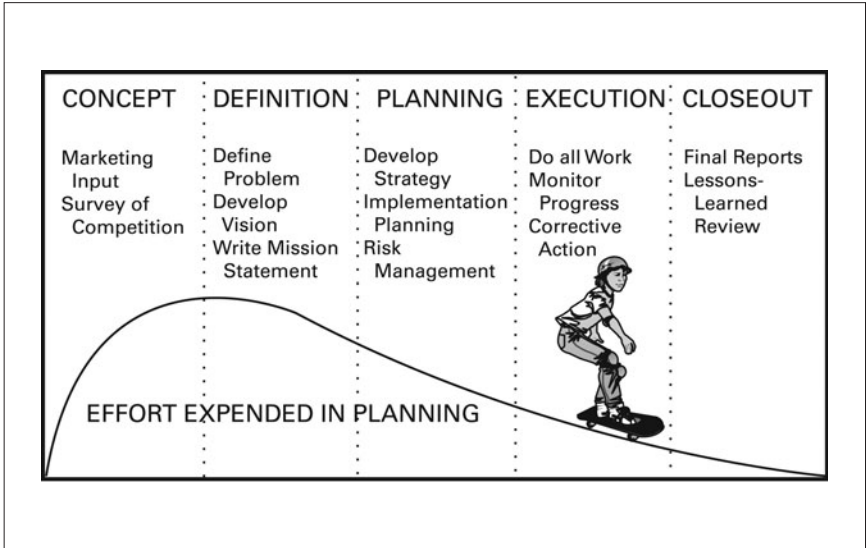 CONCEPT
Marketing
Input
Survey of
Competition
DEFINITION
Define
Problem
Develop
Vision
Write Mission
Statement
PLANNING
Develop
Strategy
Implementation
Planning
Risk
Management
EXECUTION
Do all Work
Monitor
Progress
Corrective
Action
CLOSEOUT
Final Reports
Lessons-
Learned
Review
EFFORT EXPENDED IN PLANNING